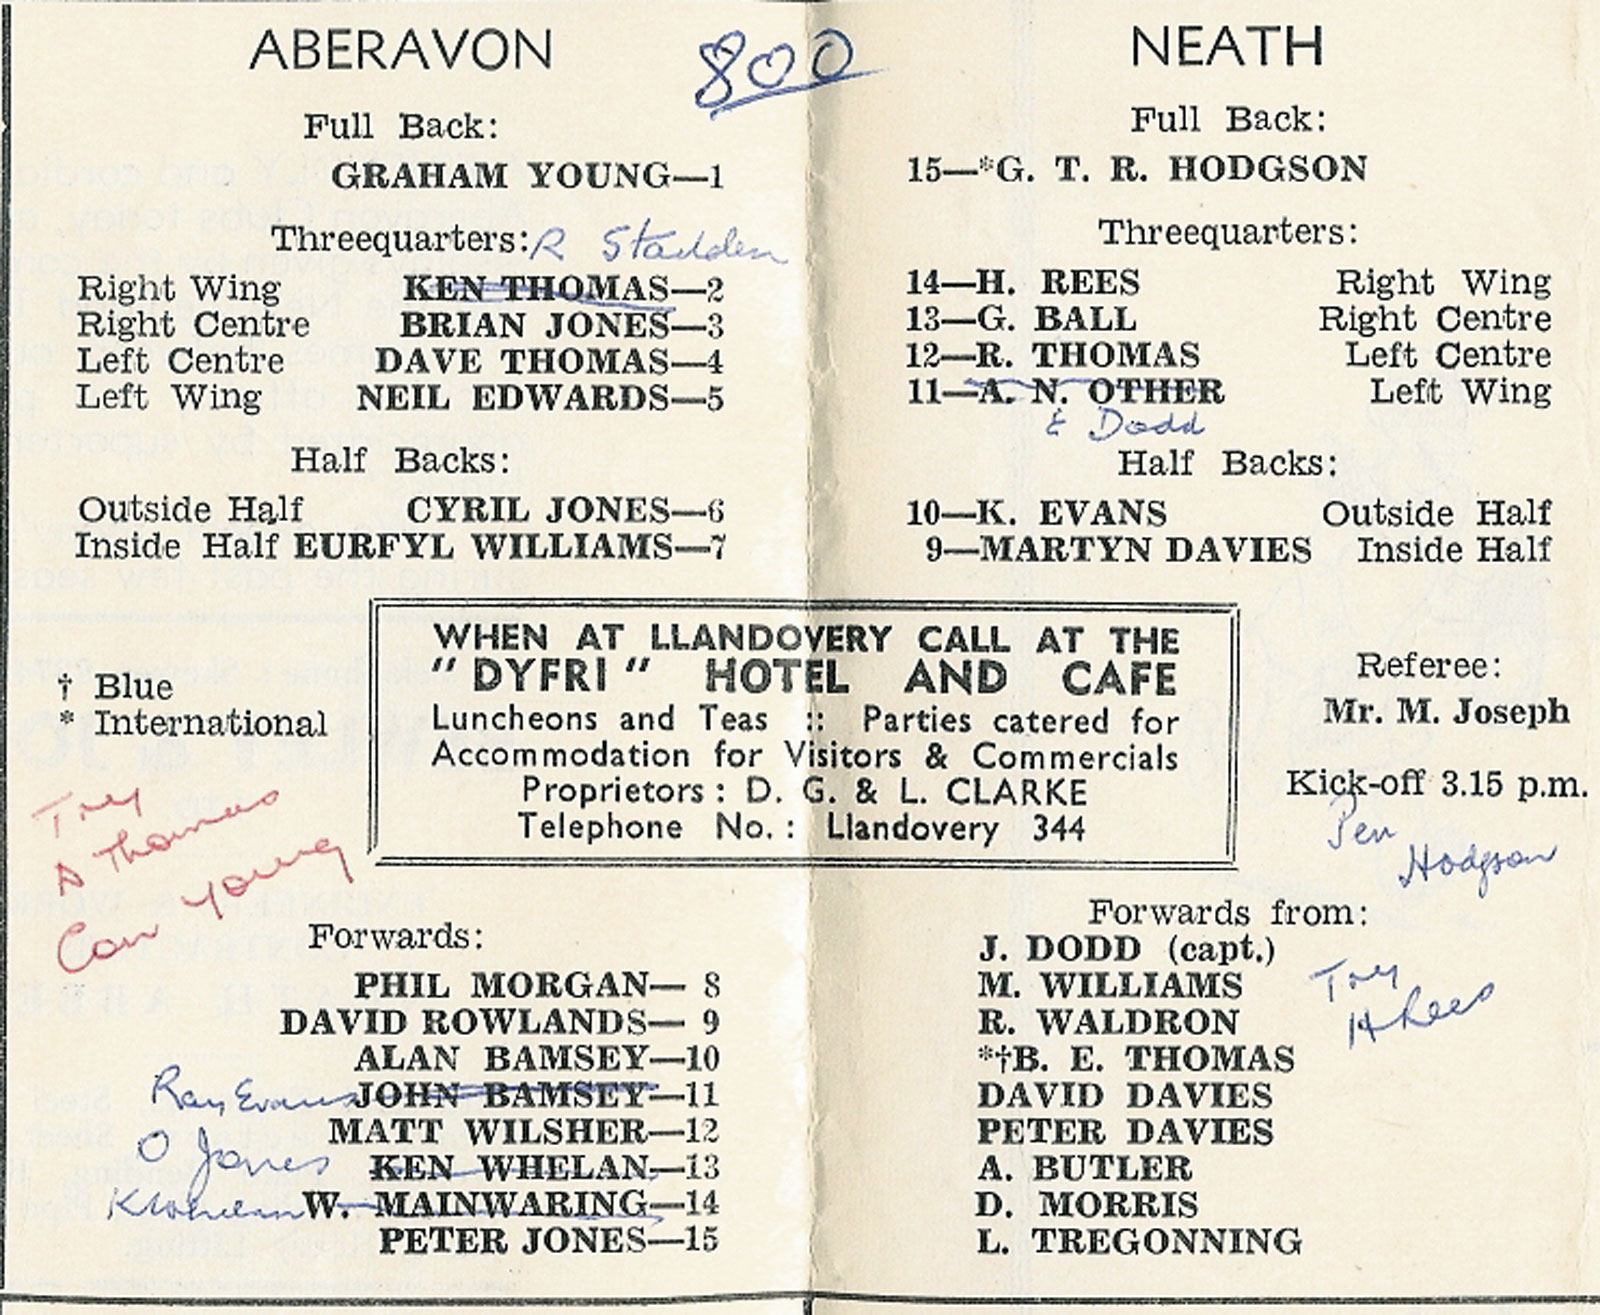 ABERAVON
800
Full Back:
GRAHAM YOUNG—1
Threequarters: R Stadden
Right Wing KEN THOMAS—2
Right Centre BRIAN JONES—3
Left Centre DAVE THOMAS—4
Left Wing NEIL EDWARDS—5
Half Backs:
Outside Half CYRIL JONES—6
Inside Half EURFYL WILLIAMS—7
NEATH
Full Back:
15—*G. T. R. HODGSON
Threequarters:
14—H. REES Right Wing
13—G. BALL Right Centre
12—R. THOMAS Left Centre
11—A. N. OTHER Left Wing
Dodd
Half Backs:
10—K. EVANS Outside Half
9—MARTYN DAVIES Inside Half
† Blue
* International
WHEN AT LLANDOVERY CALL AT THE
"DYFRI" HOTEL AND CAFE
Luncheons and Teas :: Parties catered for
Accommodation for Visitors & Commercials
Proprietors: D. G. & L. CLARKE
Telephone No.: Llandovery 344
Referee:
Mr. M. Joseph
Kick-off 3.15 p.m.
Pen
Hodgson
Try
D Thomas
Con Young
Forwards:
PHIL MORGAN— 8
DAVID ROWLANDS— 9
ALAN BAMSEY—10
Ray Evans JOHN BAMSEY—11
MATT WILSHER—12
O Jones KEN WHELAN—13
K Whelan W. MAINWARING—14
PETER JONES—15
Forwards from:
J. DODD (capt.)
M. WILLIAMS
R. WALDRON
*†B. E. THOMAS
DAVID DAVIES
PETER DAVIES
A. BUTLER
D. MORRIS
L. TREGONNING
Try
H Rees